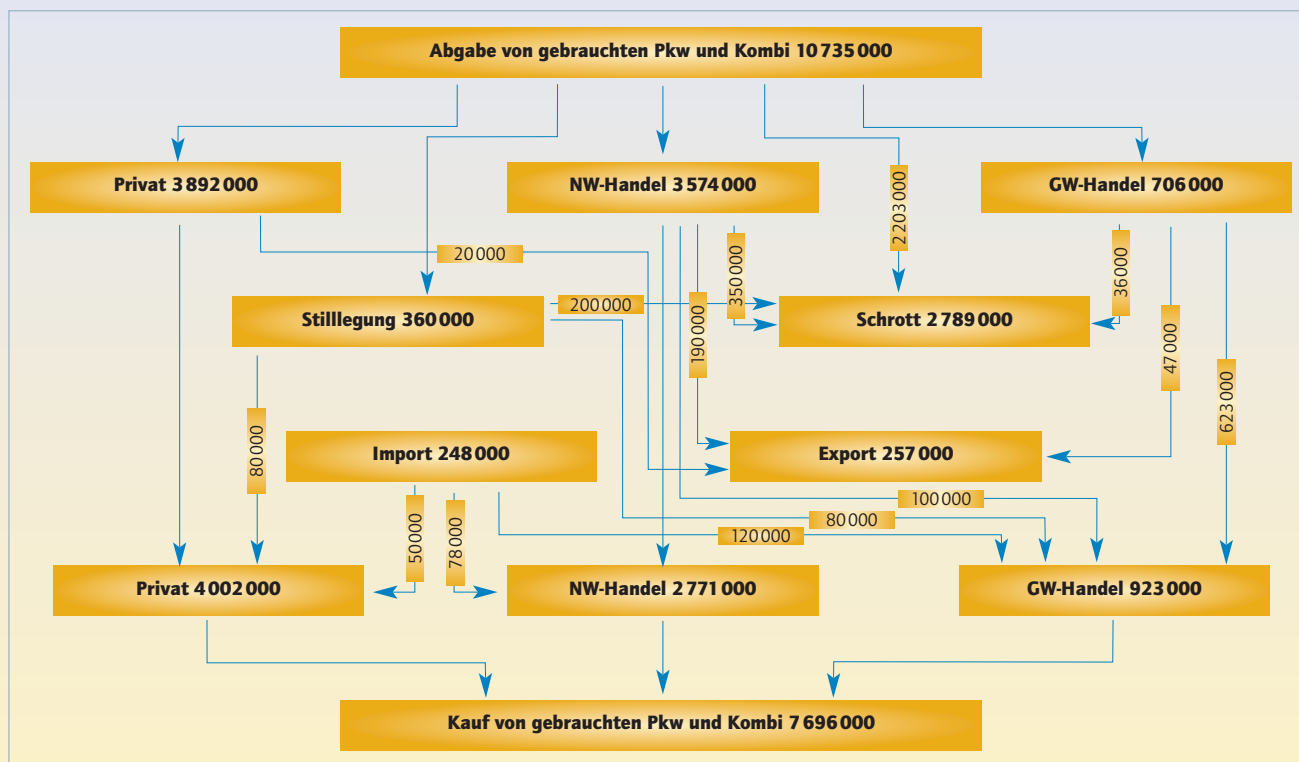 Abgabe von gebrauchten Pkw und Kombi 10 735 000
Privat 3 892 000
NW-Handel 3 574 000
2 203 000
GW-Handel 706 000
20 000
Stilllegung 360 000
200 000
190 000
350 000
Schrott 2 789 000
36 000
47 000
623 000
80 000
Import 248 000
Export 257 000
50 000
78 000
100 000
80 000
120 000
Privat 4 002 000
NW-Handel 2 771 000
GW-Handel 923 000
Kauf von gebrauchten Pkw und Kombi 7 696 000